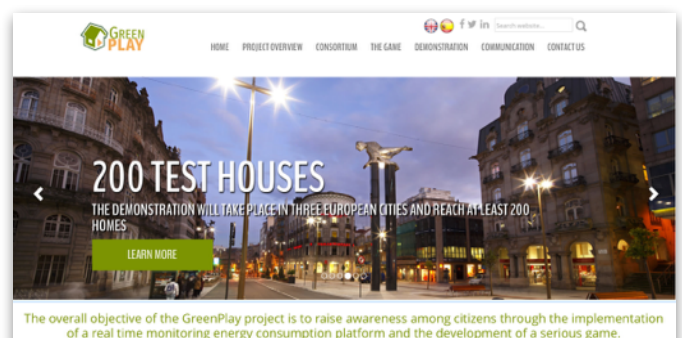 GREEN
PLAY
Search website...
HOME PROJECT OVERVIEW CONSORTIUM THE GAME DEMONSTRATION COMMUNICATION CONTACT US
200 TEST HOUSES
THE DEMONSTRATION WILL TAKE PLACE IN THREE EUROPEAN CITIES AND REACH AT LEAST 200
HOMES
LEARN MORE
The overall objective of the GreenPlay project is to raise awareness among citizens through the implementation
of a real time monitoring energy consumption platform and the development of a serious game.